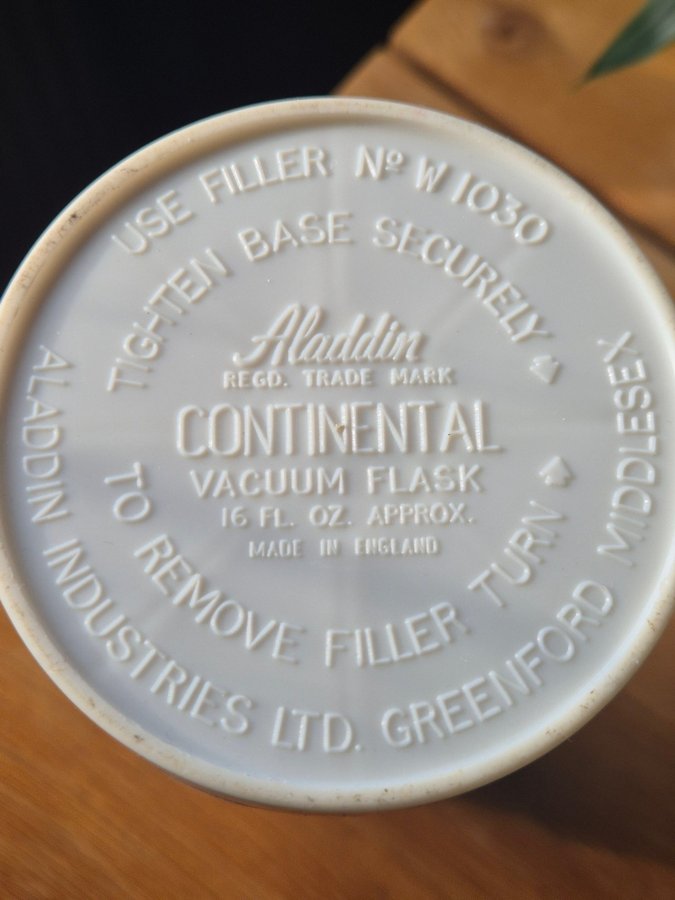 USE FILLER Nº W1030
TIGHTEN BASE SECURELY
Aladdin
REGD. TRADE MARK
CONTINENTAL
VACUUM FLASK
16 FL. OZ. APPROX.
MADE IN ENGLAND
TO REMOVE FILLER TURN
ALADDIN INDUSTRIES LTD. GREENFORD MIDDLESEX